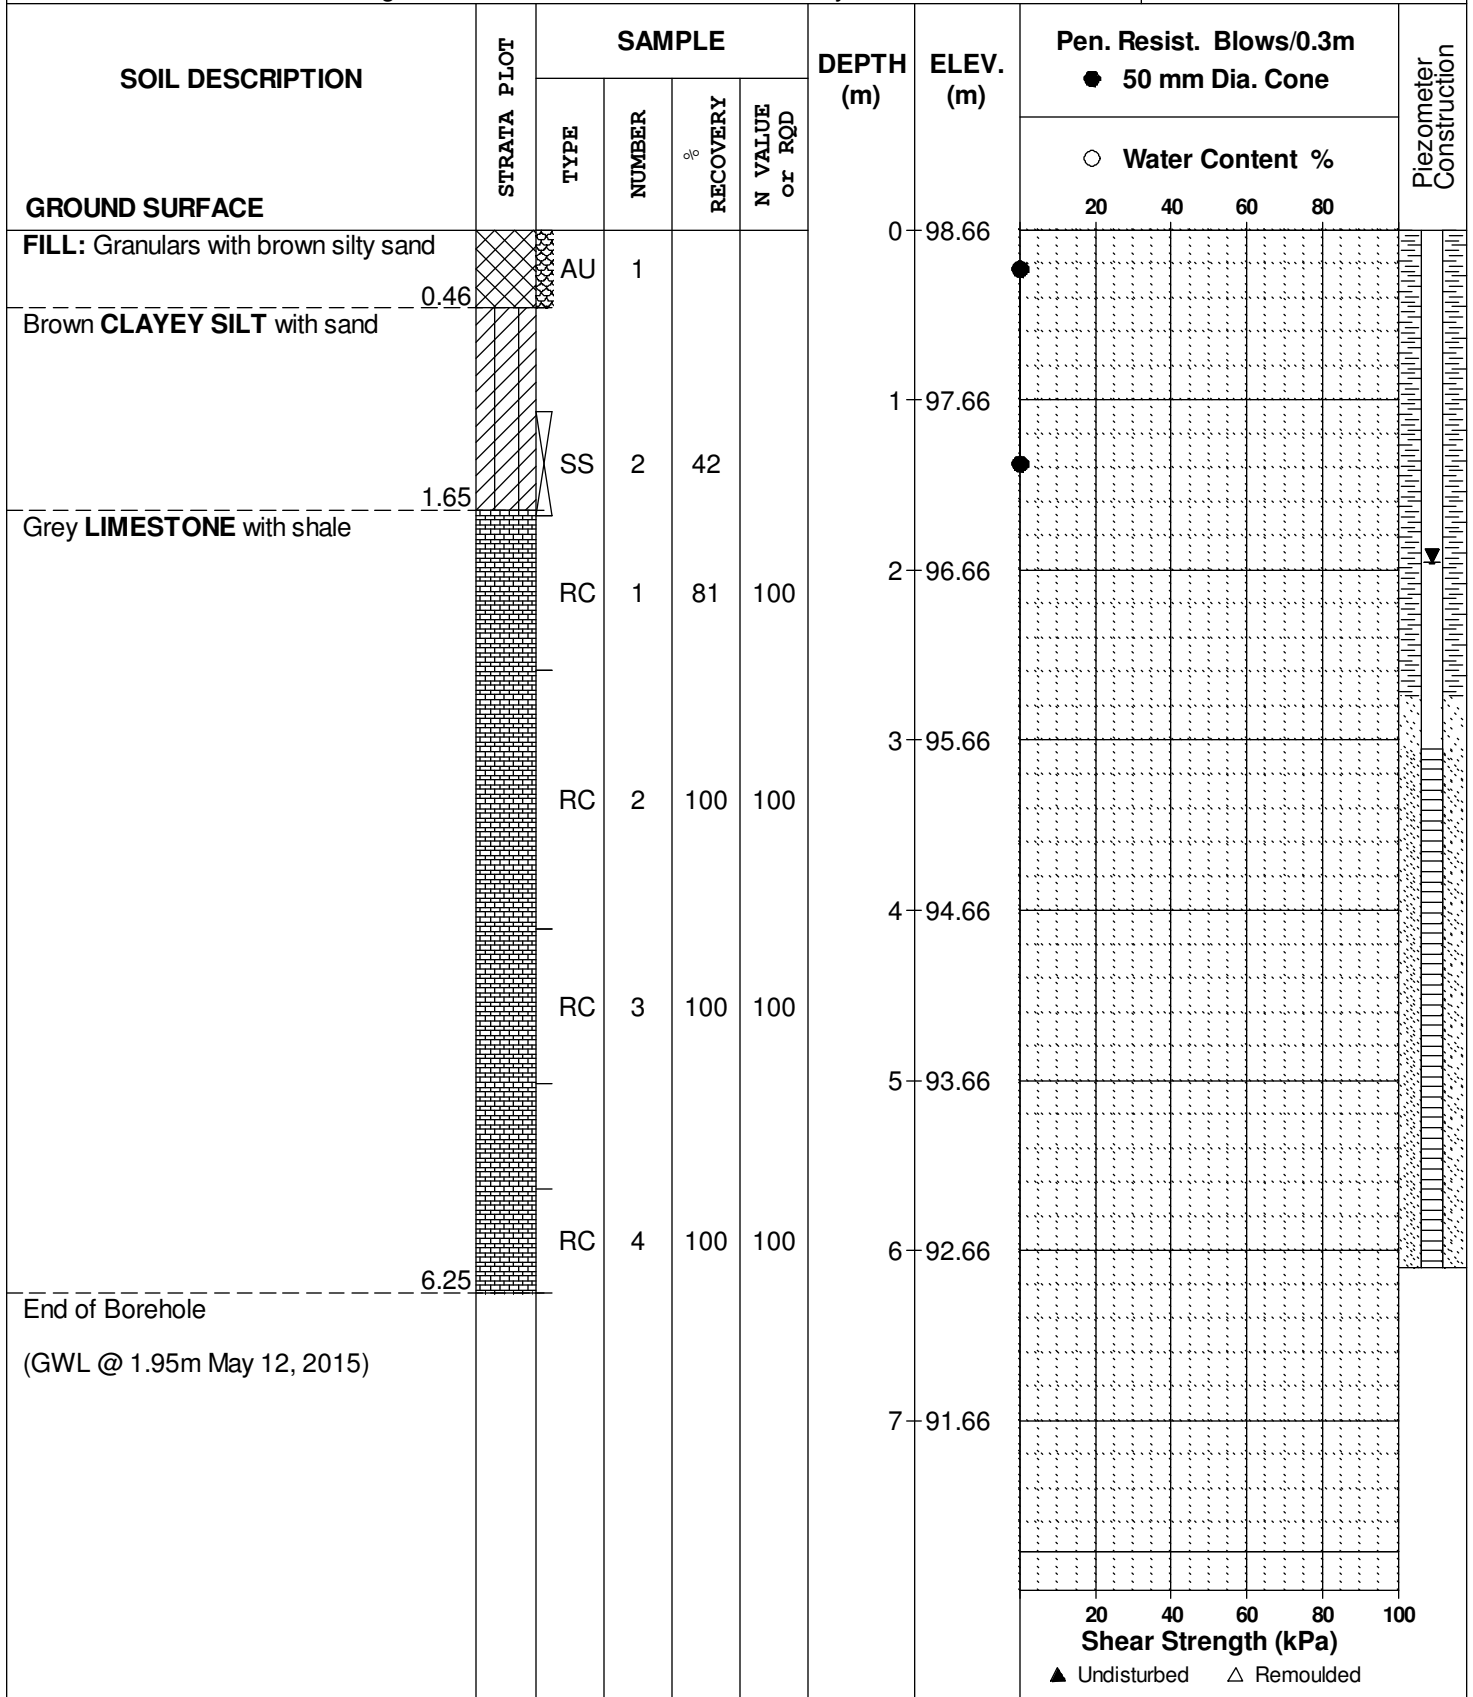 SOIL DESCRIPTION
GROUND SURFACE
STRATA PLOT
SAMPLE
TYPE
NUMBER
%
RECOVERY
N VALUE
or RQD
DEPTH
(m)
ELEV.
(m)
Pen. Resist. Blows/0.3m
● 50 mm Dia. Cone
○ Water Content %
20 40 60 80
Piezometer
Construction
0 98.66
FILL: Granulars with brown silty sand
AU 1
0.46
Brown CLAYEY SILT with sand
1 97.66
SS 2 42
1.65
Grey LIMESTONE with shale
2 96.66
RC 1 81 100
3 95.66
RC 2 100 100
4 94.66
RC 3 100 100
5 93.66
RC 4 100 100
6 92.66
6.25
End of Borehole
(GWL @ 1.95m May 12, 2015)
7 91.66
20 40 60 80 100
Shear Strength (kPa)
▲ Undisturbed △ Remoulded